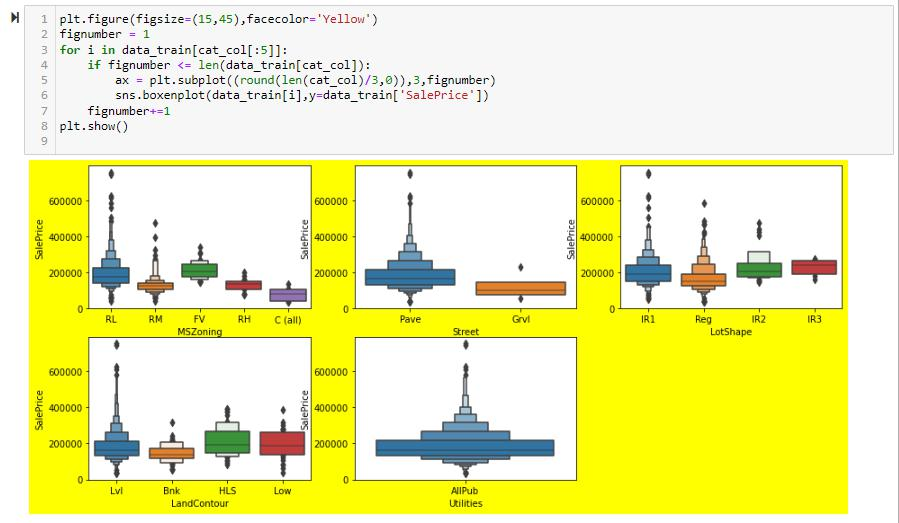 1 plt.figure(figsize=(15,45),facecolor='Yellow')
2 fignumber = 1
3 for i in data_train[cat_col[:5]]:
4     if fignumber <= len(data_train[cat_col]):
5         ax = plt.subplot((round(len(cat_col)/3,0)),3,fignumber)
6         sns.boxenplot(data_train[i],y=data_train['SalePrice'])
7     fignumber+=1
8 plt.show()
9
600000
400000
200000
0
SalePrice
RL RM FV RH C (all)
MSZoning
600000
400000
200000
0
SalePrice
Pave Grvl
Street
600000
400000
200000
0
SalePrice
IR1 Reg IR2 IR3
LotShape
600000
400000
200000
0
SalePrice
Lvl Bnk HLS Low
LandContour
600000
400000
200000
0
SalePrice
AllPub
Utilities